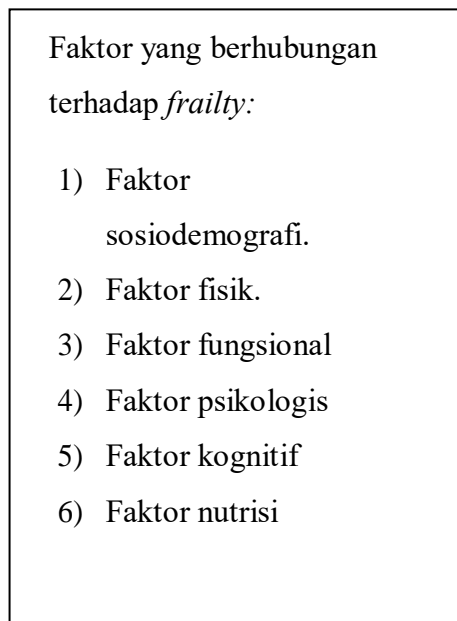 Faktor yang berhubungan
terhadap frailty:
1) Faktor
sosiodemografi.
2) Faktor fisik.
3) Faktor fungsional
4) Faktor psikologis
5) Faktor kognitif
6) Faktor nutrisi